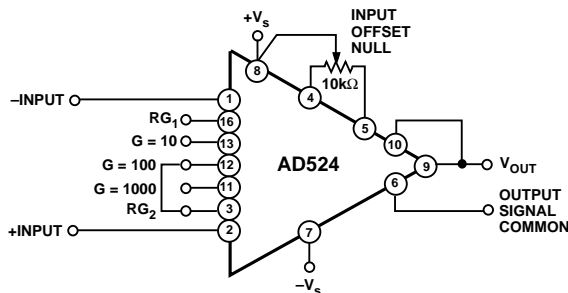 +Vs
INPUT
OFFSET
NULL
8
10kΩ
4
5
–INPUT
1
RG1
16
G = 10
13
G = 100
12
G = 1000
11
RG2
3
+INPUT
2
AD524
10
9
VOUT
6
OUTPUT
SIGNAL
COMMON
7
–Vs